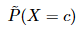 P̃(X = c)